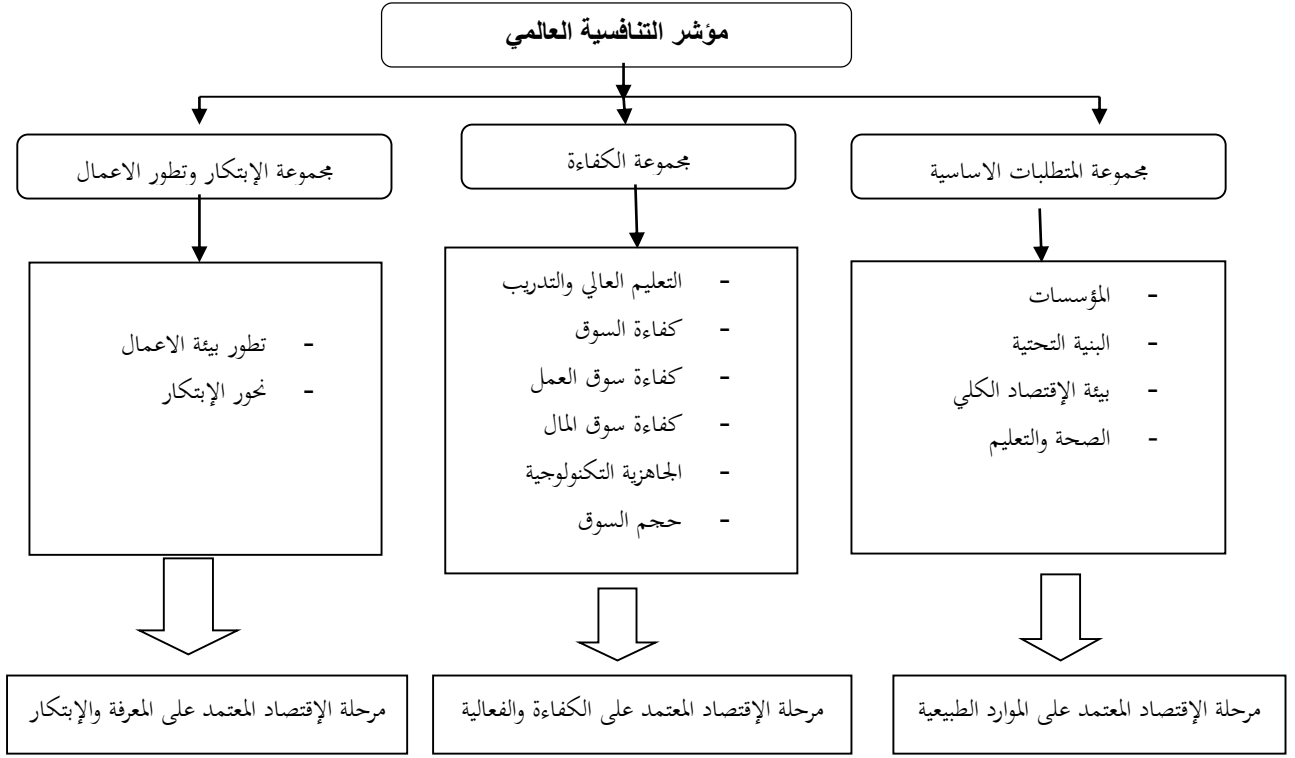 مؤشر التنافسية العالمي
مجموعة المتطلبات الاساسية
مجموعة الكفاءة
مجموعة الإبتكار وتطور الاعمال
- المؤسسات
- البنية التحتية
- بيئة الإقتصاد الكلي
- الصحة والتعليم
- التعليم العالي والتدريب
- كفاءة السوق
- كفاءة سوق العمل
- كفاءة سوق المال
- الجاهزية التكنولوجية
- حجم السوق
- تطور بيئة الاعمال
- نحور الإبتكار
مرحلة الإقتصاد المعتمد على الموارد الطبيعية
مرحلة الإقتصاد المعتمد على الكفاءة والفعالية
مرحلة الإقتصاد المعتمد على المعرفة والإبتكار